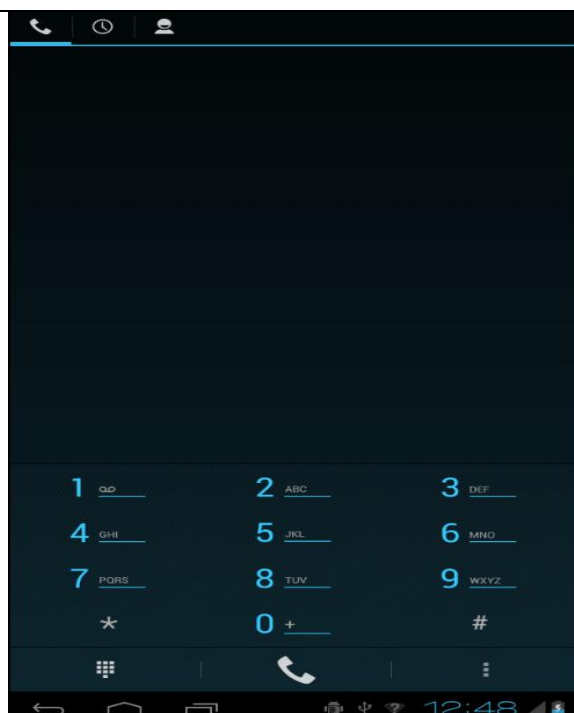 1
2 ABC
3 DEF
4 GHI
5 JKL
6 MNO
7 PQRS
8 TUV
9 WXYZ
*
0 +
#
12:48